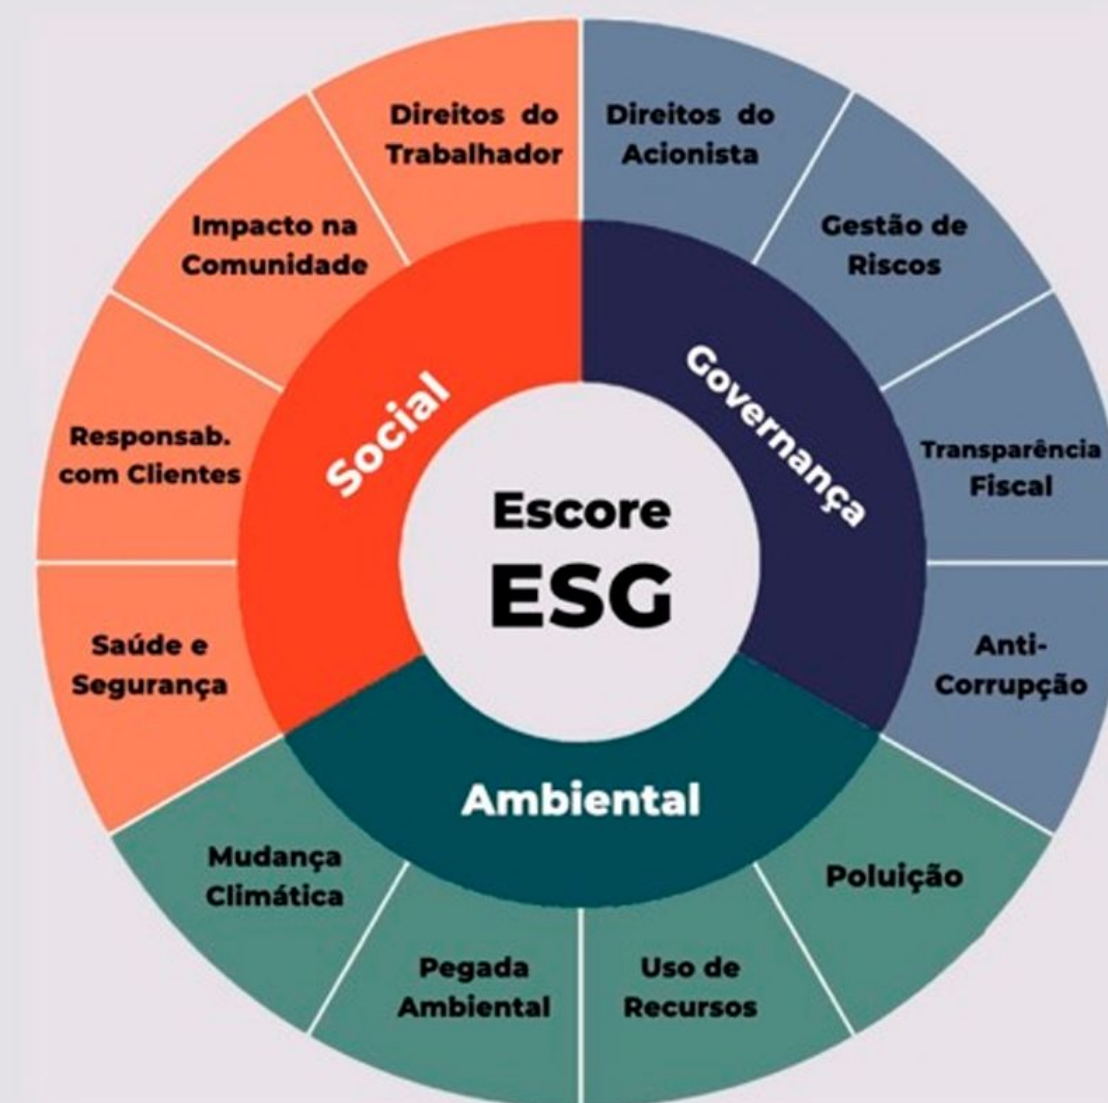 Direitos do
Trabalhador
Direitos do
Acionista
Impacto na
Comunidade
Gestão de
Riscos
Responsab.
com Clientes
Social
Governança
Transparência
Fiscal
Escore
ESG
Saúde e
Segurança
Anti-
Corrupção
Ambiental
Mudança
Climática
Poluição
Pegada
Ambiental
Uso de
Recursos